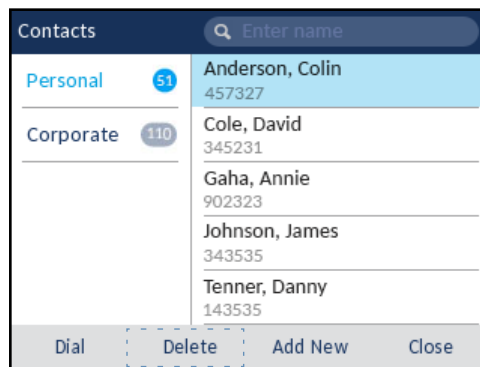 Contacts
Enter name
Personal 51
Corporate 110
Anderson, Colin
457327
Cole, David
345231
Gaha, Annie
902323
Johnson, James
343535
Tenner, Danny
143535
Dial Delete Add New Close